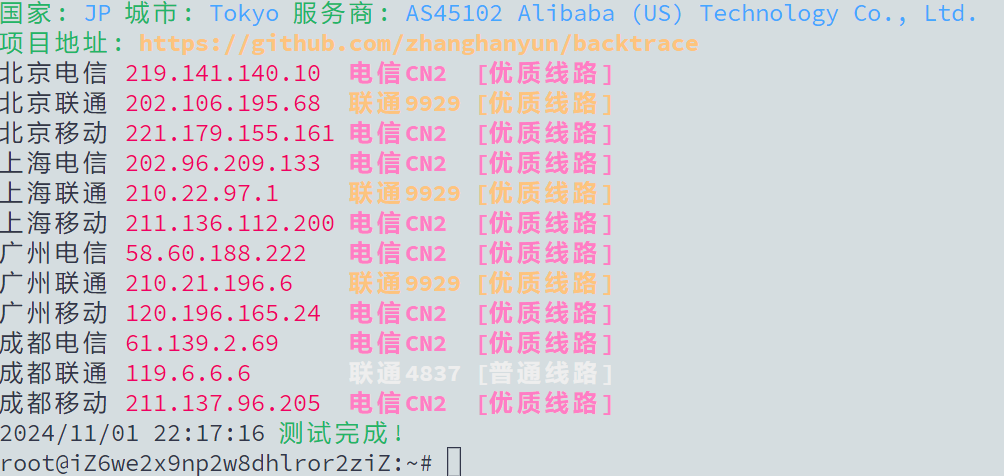 国家: JP 城市: Tokyo 服务商: AS45102 Alibaba (US) Technology Co., Ltd.
项目地址: https://github.com/zhanghanyun/backtrace
北京电信 219.141.140.10 电信CN2 [优质线路]
北京联通 202.106.195.68 联通9929 [优质线路]
北京移动 221.179.155.161 电信CN2 [优质线路]
上海电信 202.96.209.133 电信CN2 [优质线路]
上海联通 210.22.97.1 联通9929 [优质线路]
上海移动 211.136.112.200 电信CN2 [优质线路]
广州电信 58.60.188.222 电信CN2 [优质线路]
广州联通 210.21.196.6 联通9929 [优质线路]
广州移动 120.196.165.24 电信CN2 [优质线路]
成都电信 61.139.2.69 电信CN2 [优质线路]
成都联通 119.6.6.6 联通4837 [普通线路]
成都移动 211.137.96.205 电信CN2 [优质线路]
2024/11/01 22:17:16 测试完成!
root@iZ6we2x9np2w8dhlror2ziZ:~#